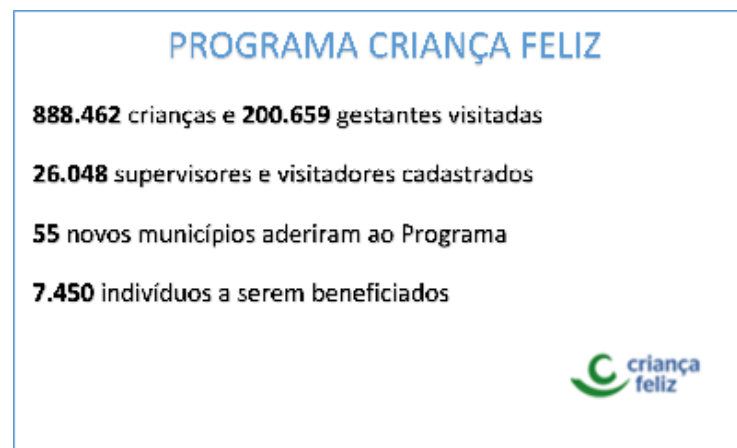 PROGRAMA CRIANÇA FELIZ
888.462 crianças e 200.659 gestantes visitadas
26.048 supervisores e visitadores cadastrados
55 novos municípios aderiram ao Programa
7.450 indivíduos a serem beneficiados
criança
feliz